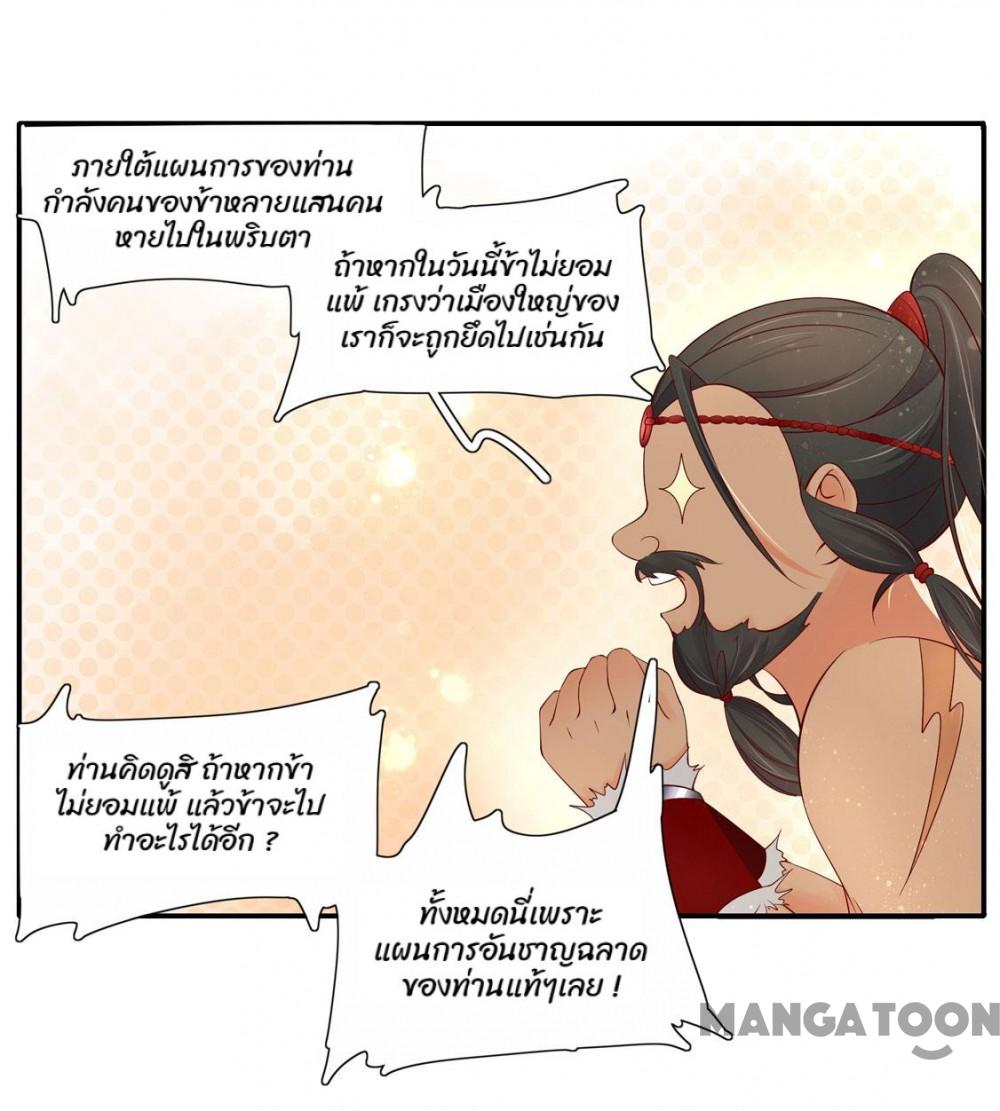 ภายใต้แผนการของท่าน
กำลังคนของข้าหลายแสนคน
หายไปในพริบตา
ถ้าหากในวันนี้ข้าไม่ยอม
แพ้ เกรงว่าเมืองใหญ่ของ
เราก็จะถูกยึดไปเช่นกัน
ท่านคิดดูสิ ถ้าหากข้า
ไม่ยอมแพ้ แล้วข้าจะไป
ทำอะไรได้อีก ?
ทั้งหมดนี่เพราะ
แผนการอันชาญฉลาด
ของท่านแท้ๆเลย !
MANGATOON